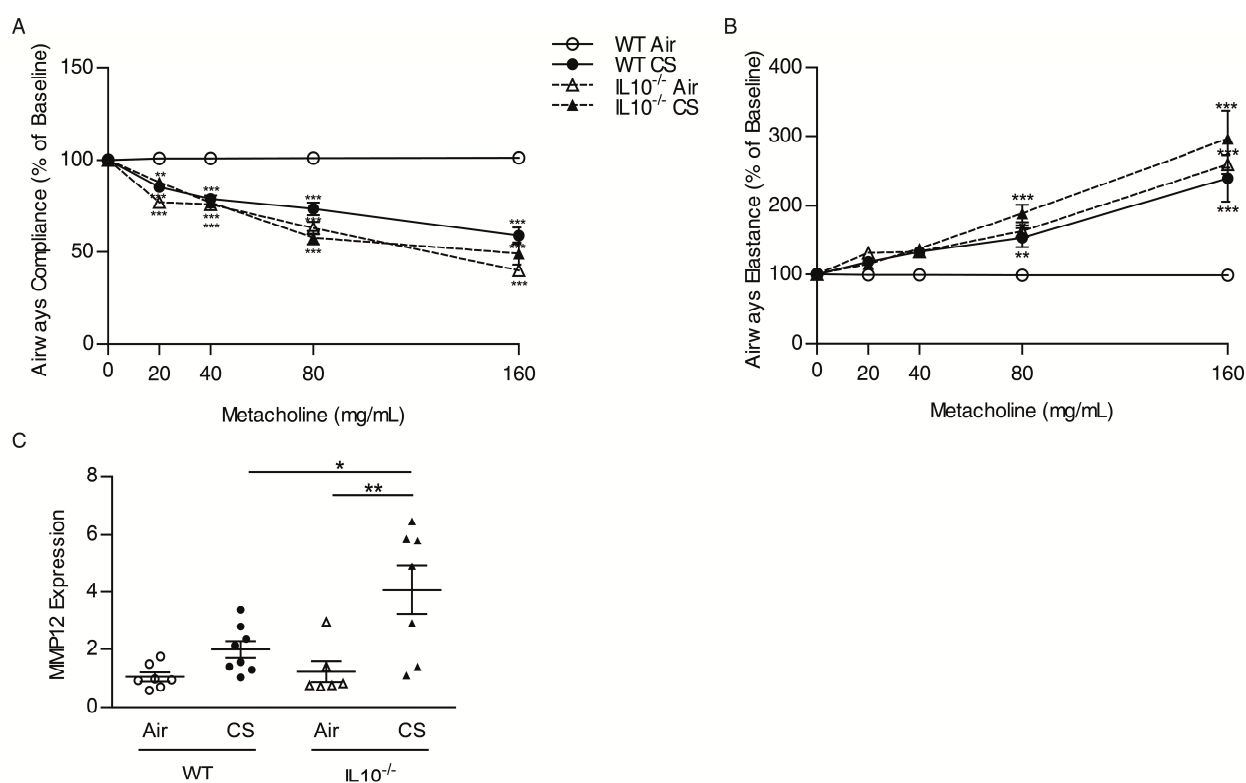 A
Airways Compliance (% of Baseline)
150
100
50
0
0 20 40 80 160
Metacholine (mg/mL)
** *** *** ***
*** *** *** ***
*** *** *** ***
WT Air
WT CS
IL10-/- Air
IL10-/- CS
B
Airways Elastance (% of Baseline)
400
300
200
100
0
0 20 40 80 160
Metacholine (mg/mL)
*** ***
***
** ***
C
MMP12 Expression
8
6
4
2
0
*
**
Air CS Air CS
WT IL10-/-